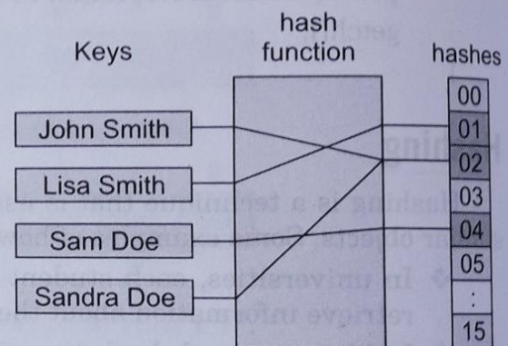 hash
function
Keys
hashes
John Smith
Lisa Smith
Sam Doe
Sandra Doe
00
01
02
03
04
05
:
15